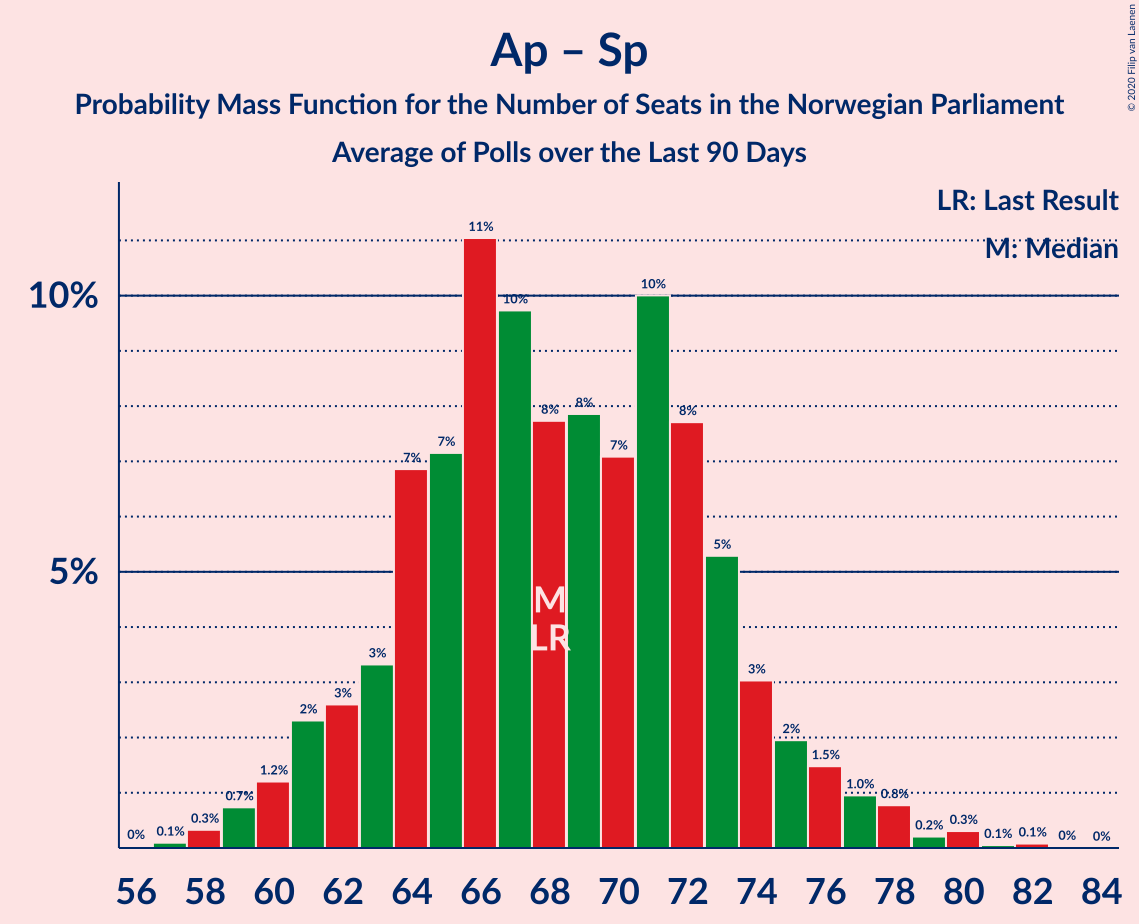 Ap – Sp
Probability Mass Function for the Number of Seats in the Norwegian Parliament
Average of Polls over the Last 90 Days
© 2020 Filip van Laenen
LR: Last Result
M: Median
10%
5%
0% 0.1% 0.3% 0.7% 1.2% 2% 3% 3% 7% 7% 11% 10% 8% 8% 7% 10% 8% 5% 3% 2% 1.5% 1.0% 0.8% 0.2% 0.3% 0.1% 0.1% 0% 0%
M
LR
56 58 60 62 64 66 68 70 72 74 76 78 80 82 84